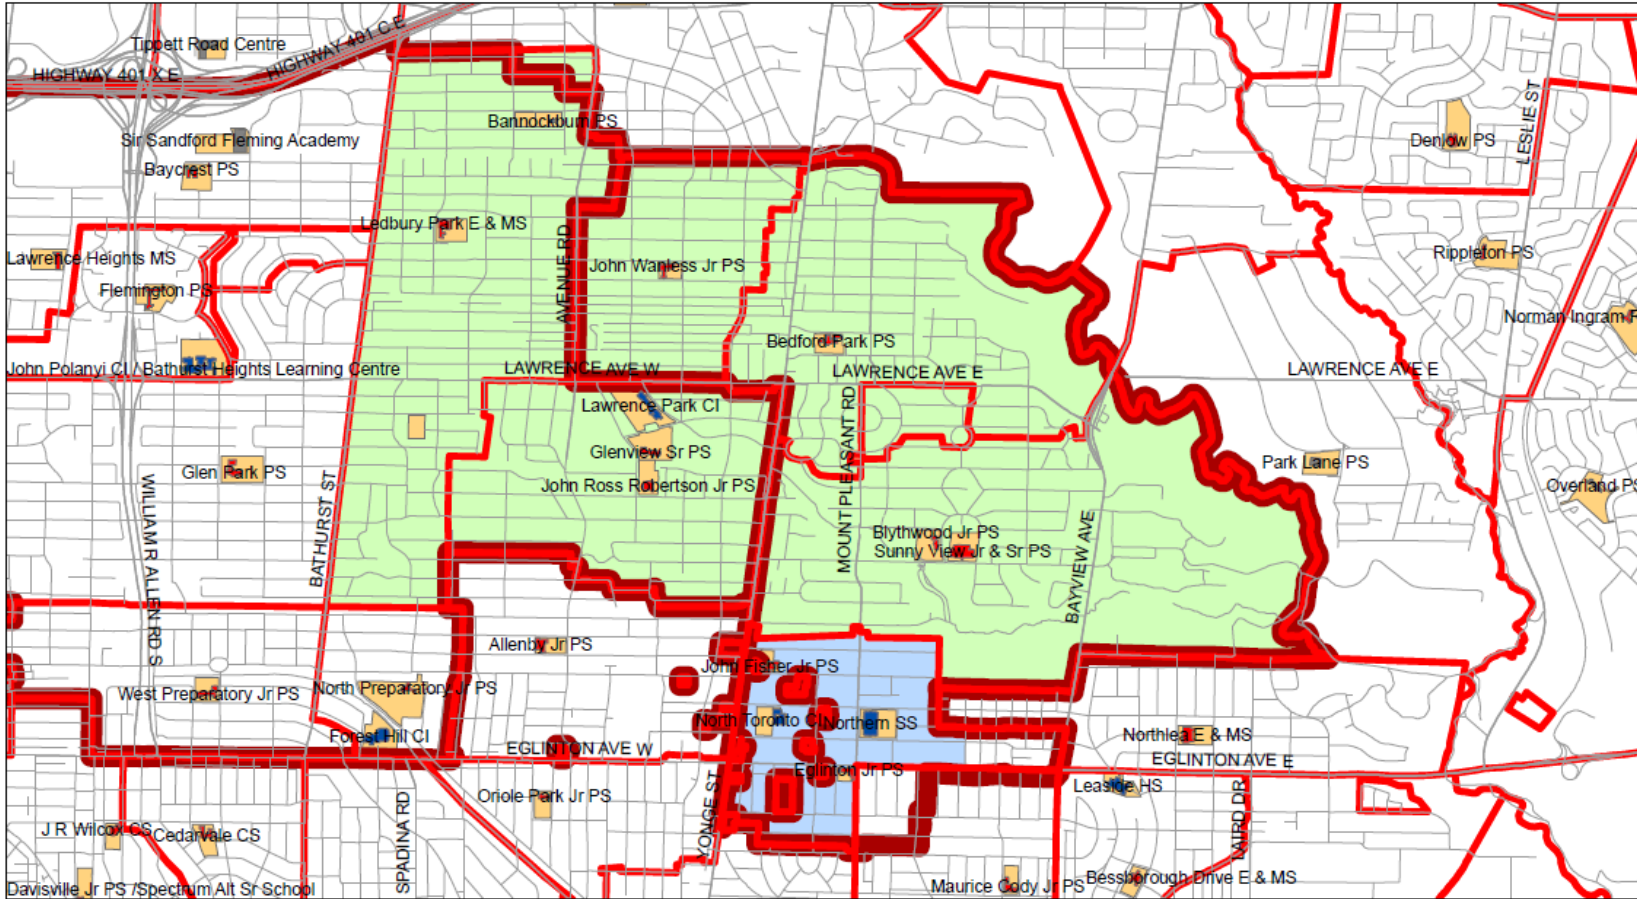 Tippett Road Centre
HIGHWAY 401 C E
HIGHWAY 401 X E
LESLIE ST
Bannockburn PS
Sir Sandford Fleming Academy
Denlow PS
Baycrest PS
Ledbury Park E & MS
AVENUE RD
Lawrence Heights MS
John Wanless Jr PS
Rippleton PS
Flemington PS
Norman Ingram
Bedford Park PS
John Polanyi CI / Bathurst Heights Learning Centre
LAWRENCE AVE W
LAWRENCE AVE E
LAWRENCE AVE E
Lawrence Park CI
MOUNT PLEASANT RD
Glenview Sr PS
Glen Park PS
Park Lane PS
John Ross Robertson Jr PS
Overland PS
WILLIAM R ALLEN RD S
BATHURST ST
Blythwood Jr PS
Sunny View Jr & Sr PS
BAYVIEW AVE
Allenby Jr PS
John Fisher Jr PS
West Preparatory Jr PS
North Preparatory Jr PS
North Toronto CI
Northern SS
Forest Hill CI
Northlea E & MS
EGLINTON AVE W
EGLINTON AVE E
Eglinton Jr PS
Leaside HS
Oriole Park Jr PS
YONGE ST
LAIRD DR
SPADINA RD
J R Wilcox CS
Cedarvale CS
Davisville Jr PS /Spectrum Alt Sr School
Maurice Cody Jr PS
Bessborough Drive E & MS